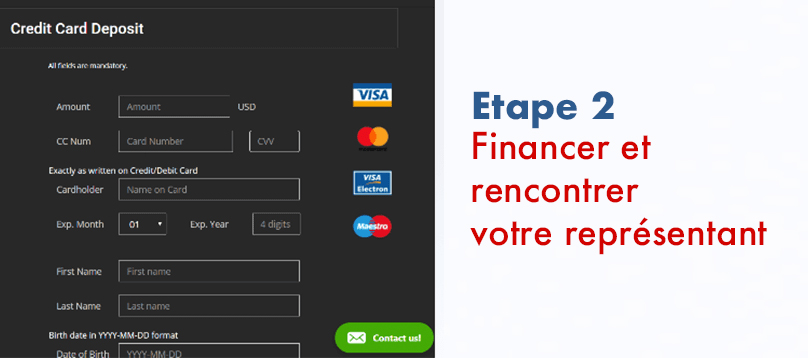 Credit Card Deposit
All fields are mandatory.
Amount Amount USD
VISA
CC Num Card Number CVV
Exactly as written on Credit/Debit Card
Cardholder Name on Card
VISA
Electron
Exp. Month 01 Exp. Year 4 digits
Maestro
First Name First name
Last Name Last name
Birth date in YYYY-MM-DD format
Date of Birth YYYY-MM-DD
Contact us!
Etape 2
Financer et
rencontrer
votre représentant